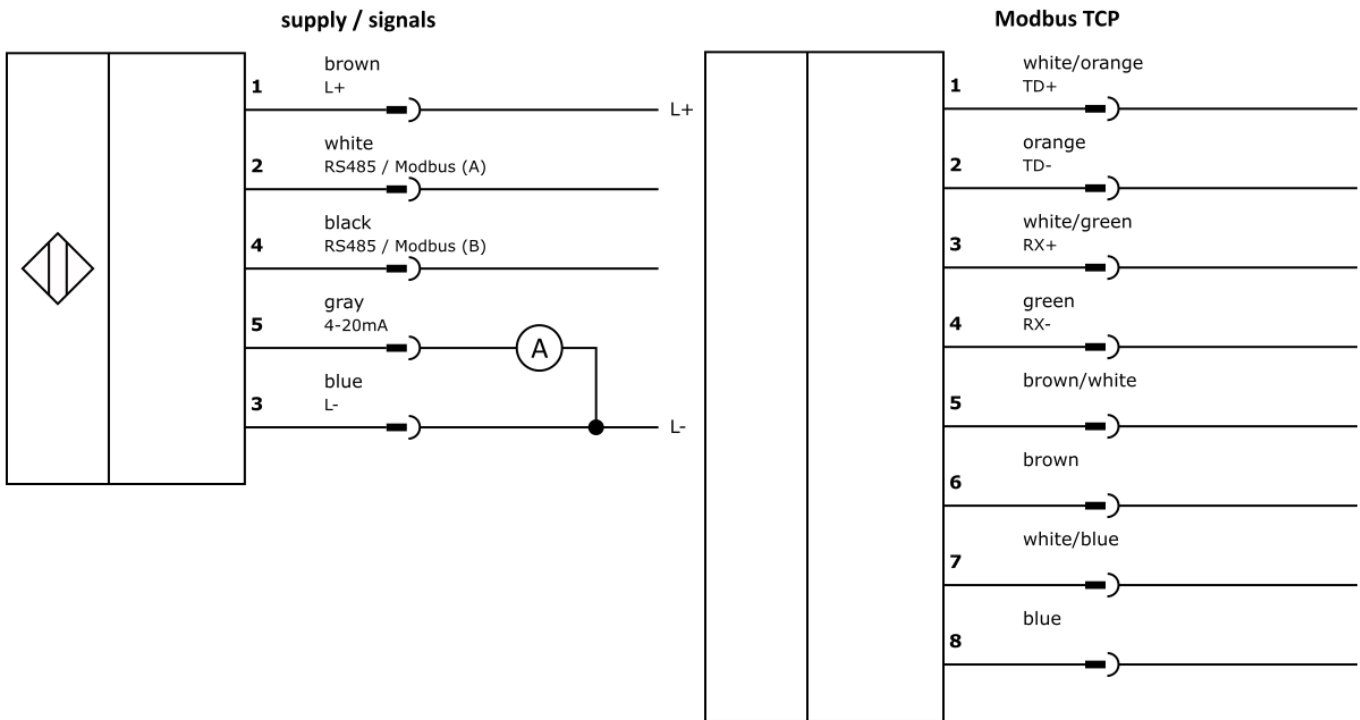 supply / signals
brown
1
L+
L+
white
2
RS485 / Modbus (A)
black
4
RS485 / Modbus (B)
gray
5
4-20mA
A
blue
3
L-
L-
Modbus TCP
white/orange
1
TD+
orange
2
TD-
white/green
3
RX+
green
4
RX-
brown/white
5
brown
6
white/blue
7
blue
8